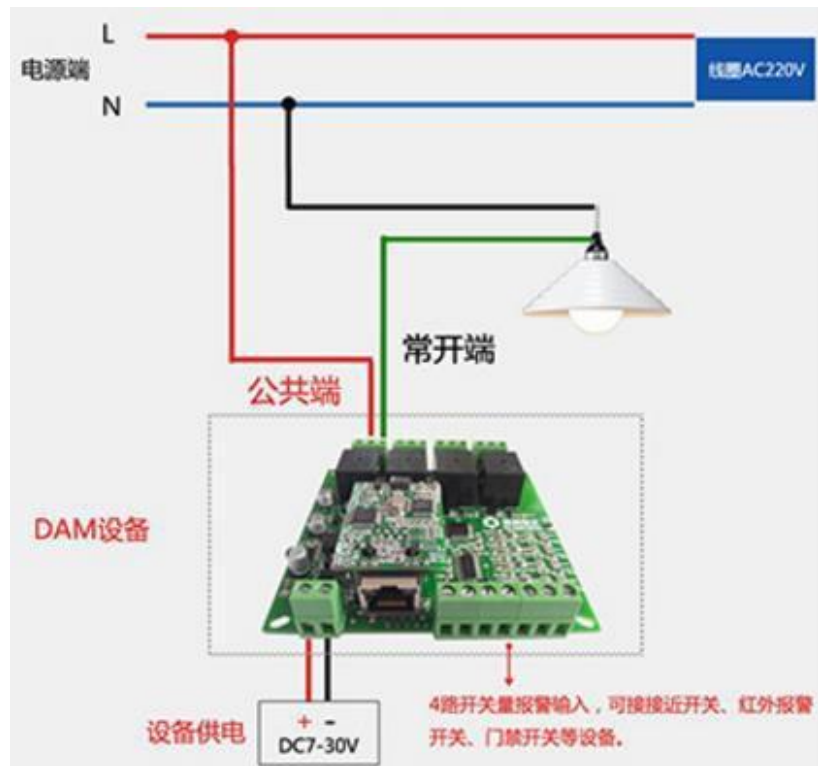 L
电源端
N
线圈AC220V
常开端
公共端
DAM设备
设备供电
+ -
DC7-30V
4路开关量报警输入，可接接近开关、红外报警
开关、门禁开关等设备。